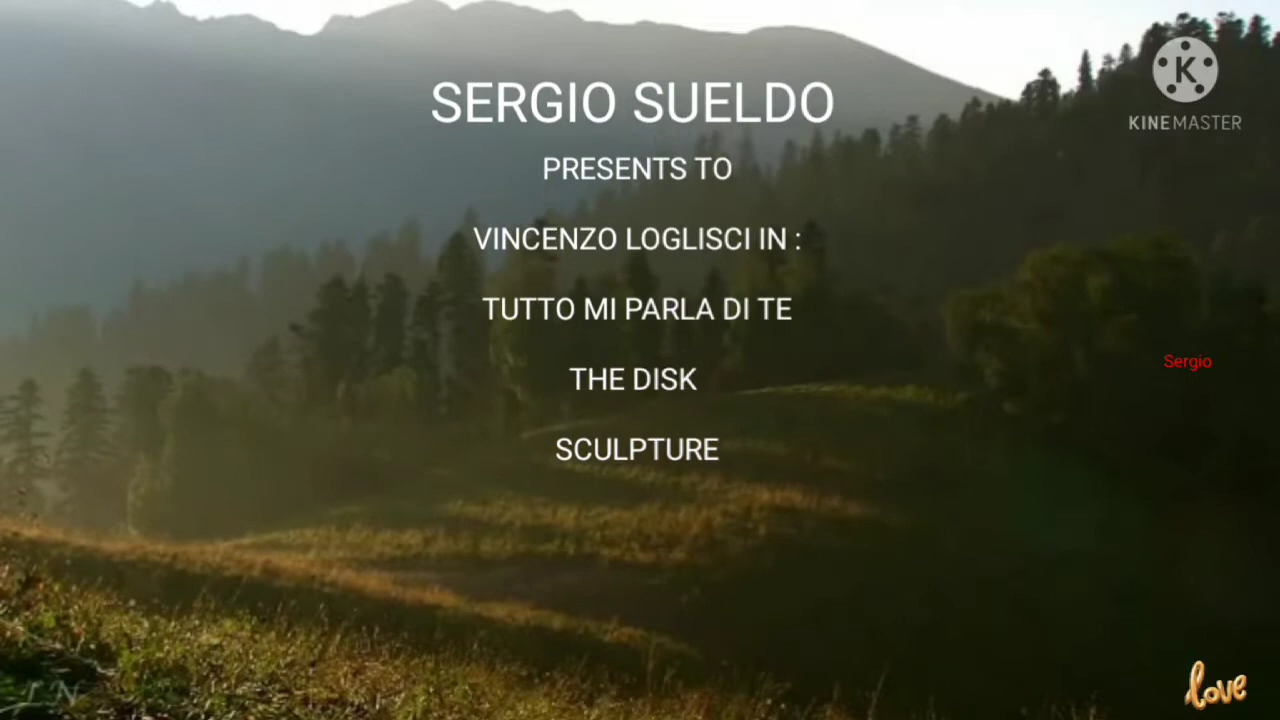 SERGIO SUELDO
PRESENTS TO
VINCENZO LOGLISCI IN :
TUTTO MI PARLA DI TE
THE DISK
SCULPTURE
K
KINEMASTER
Sergio
love